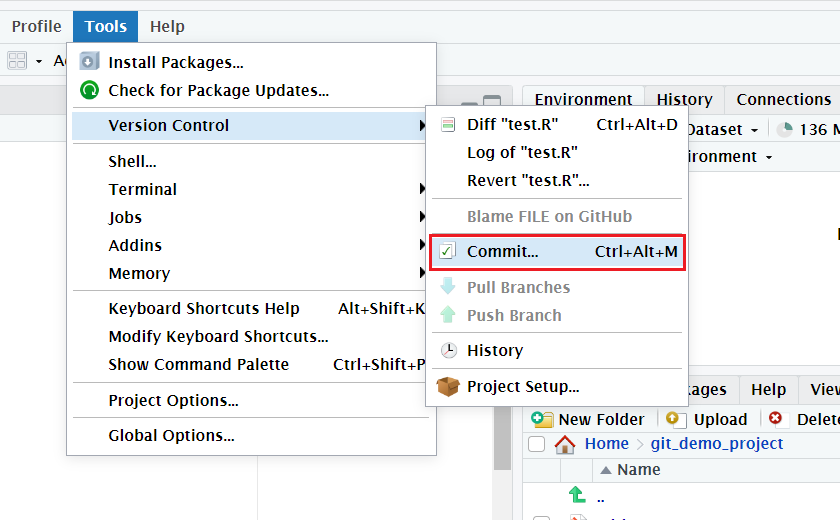 Profile Tools Help
Install Packages...
Check for Package Updates...
Version Control
Shell...
Terminal
Jobs
Addins
Memory
Keyboard Shortcuts Help Alt+Shift+K
Modify Keyboard Shortcuts...
Show Command Palette Ctrl+Shift+P
Project Options...
Global Options...
Diff "test.R" Ctrl+Alt+D
Log of "test.R"
Revert "test.R"...
Blame FILE on GitHub
Commit... Ctrl+Alt+M
Pull Branches
Push Branch
History
Project Setup...
Environment History Connections
Dataset 136 M
ironment
kages Help View
New Folder Upload Delete
Home git_demo_project
Name
..